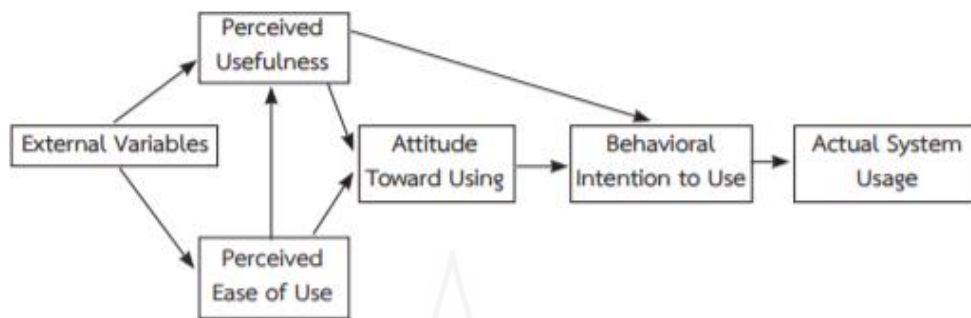 Perceived
Usefulness
External Variables
Attitude
Toward Using
Behavioral
Intention to Use
Actual System
Usage
Perceived
Ease of Use